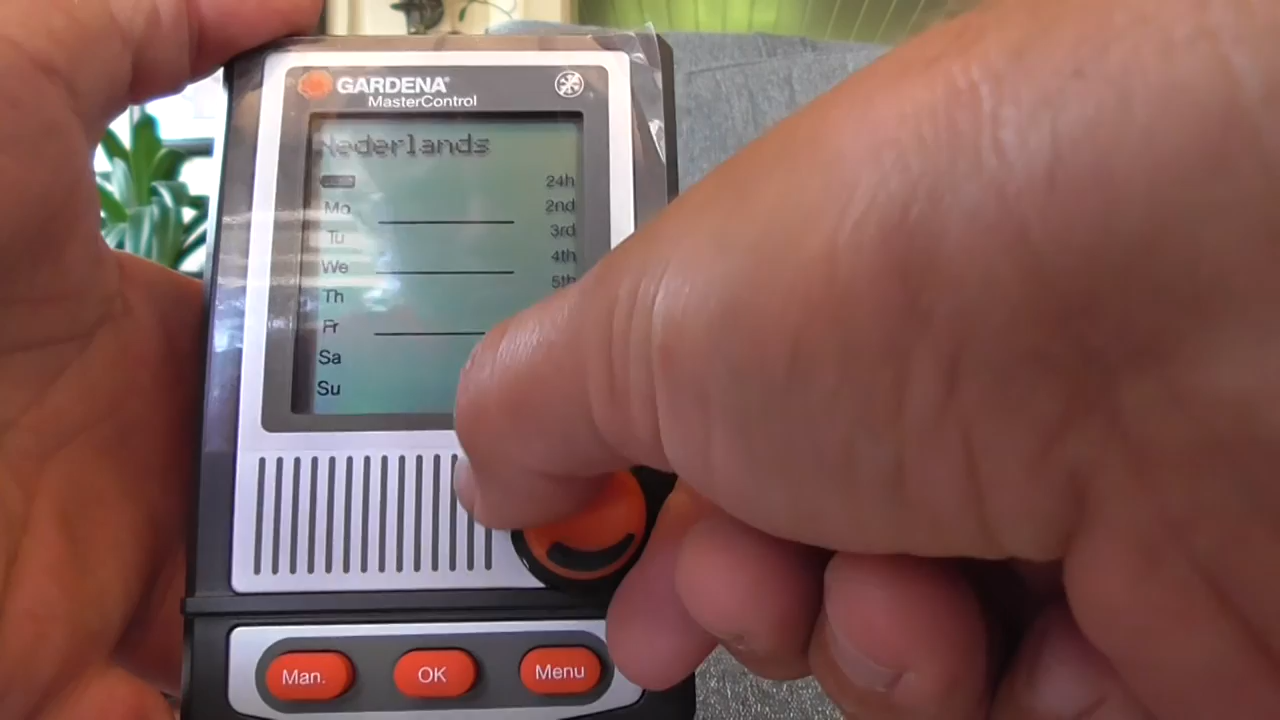 GARDENA®
MasterControl
Nederlands
24h
Mo 2nd
Tu 3rd
We 4th
Th 5th
Fr
Sa
Su
Man. OK Menu